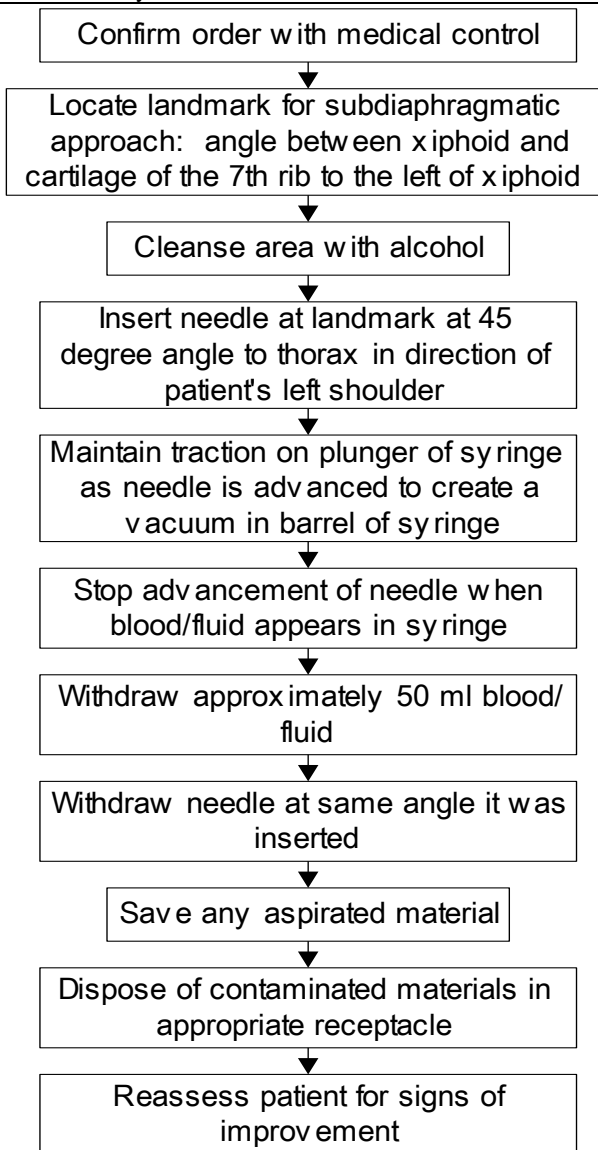 Confirm order with medical control
Locate landmark for subdiaphragmatic
approach: angle between xiphoid and
cartilage of the 7th rib to the left of xiphoid
Cleanse area with alcohol
Insert needle at landmark at 45
degree angle to thorax in direction of
patient's left shoulder
Maintain traction on plunger of syringe
as needle is advanced to create a
vacuum in barrel of syringe
Stop advancement of needle when
blood/fluid appears in syringe
Withdraw approximately 50 ml blood/
fluid
Withdraw needle at same angle it was
inserted
Save any aspirated material
Dispose of contaminated materials in
appropriate receptacle
Reassess patient for signs of
improvement